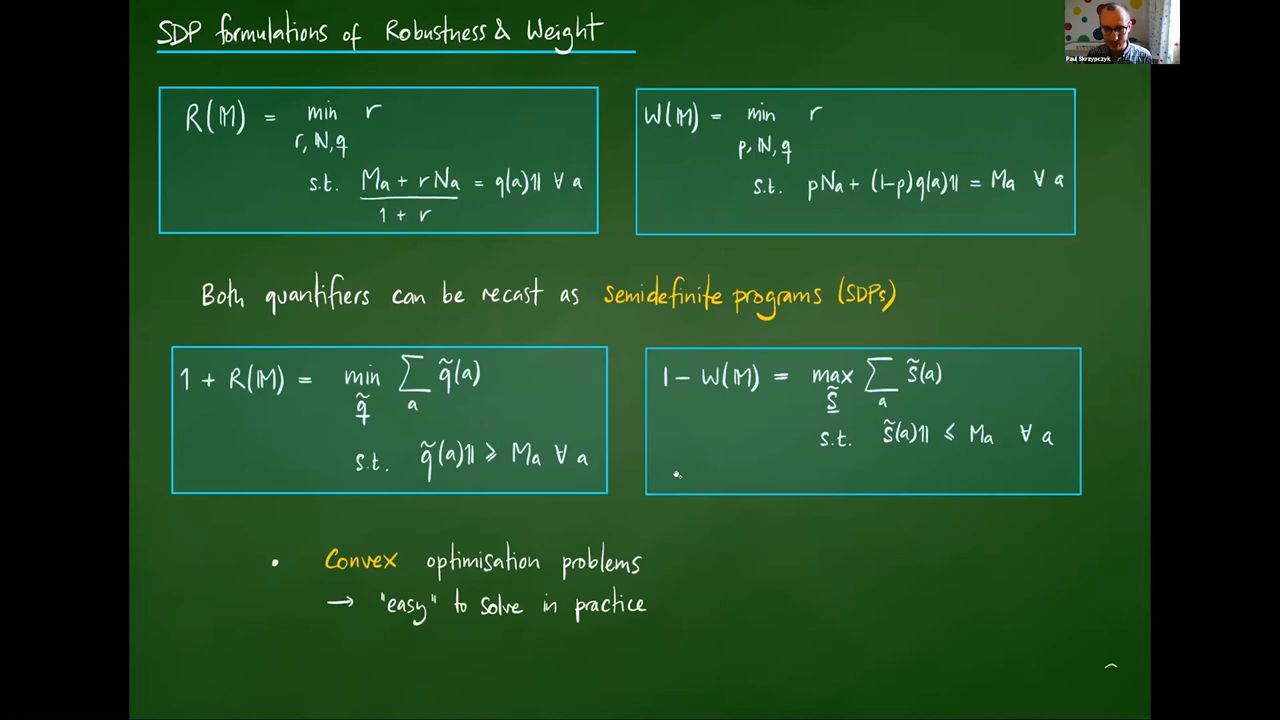 SDP formulations of Robustness & Weight
Paul Skrzypczyk
R(𝕄) = min r
r, ℕ, q
s.t. Ma + rNa = q(a)𝟙 ∀ a
1 + r
W(𝕄) = min r
p, ℕ, q
s.t. pNa + (1-p)q(a)𝟙 = Ma ∀ a
Both quantifiers can be recast as semidefinite programs (SDPs)
1 + R(𝕄) = min ∑ q̃(a)
q̃ a
s.t. q̃(a)𝟙 ⩾ Ma ∀ a
1 - W(𝕄) = max ∑ s̃(a)
s̃ a
s.t. s̃(a)𝟙 ⩽ Ma ∀ a
• Convex optimisation problems
→ "easy" to solve in practice